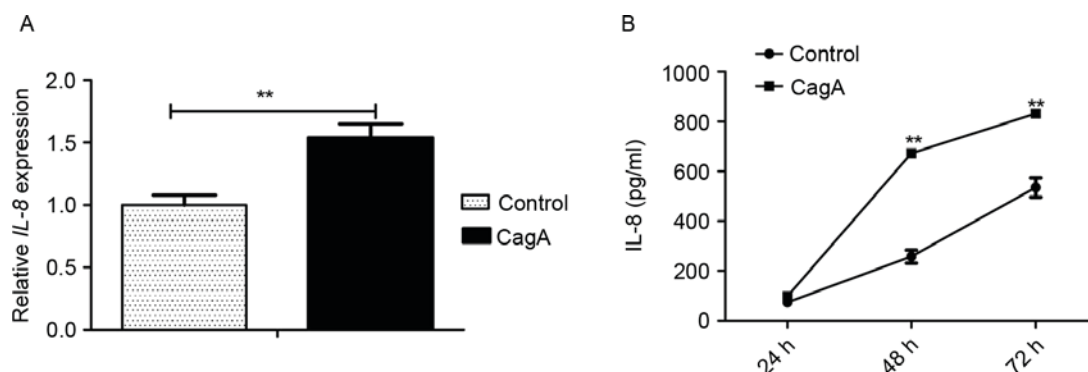 A
Relative IL-8 expression
2.0
1.5
1.0
0.5
0.0
**
Control
CagA
B
Control
CagA
IL-8 (pg/ml)
1000
800
600
400
200
0
**
**
24 h
48 h
72 h